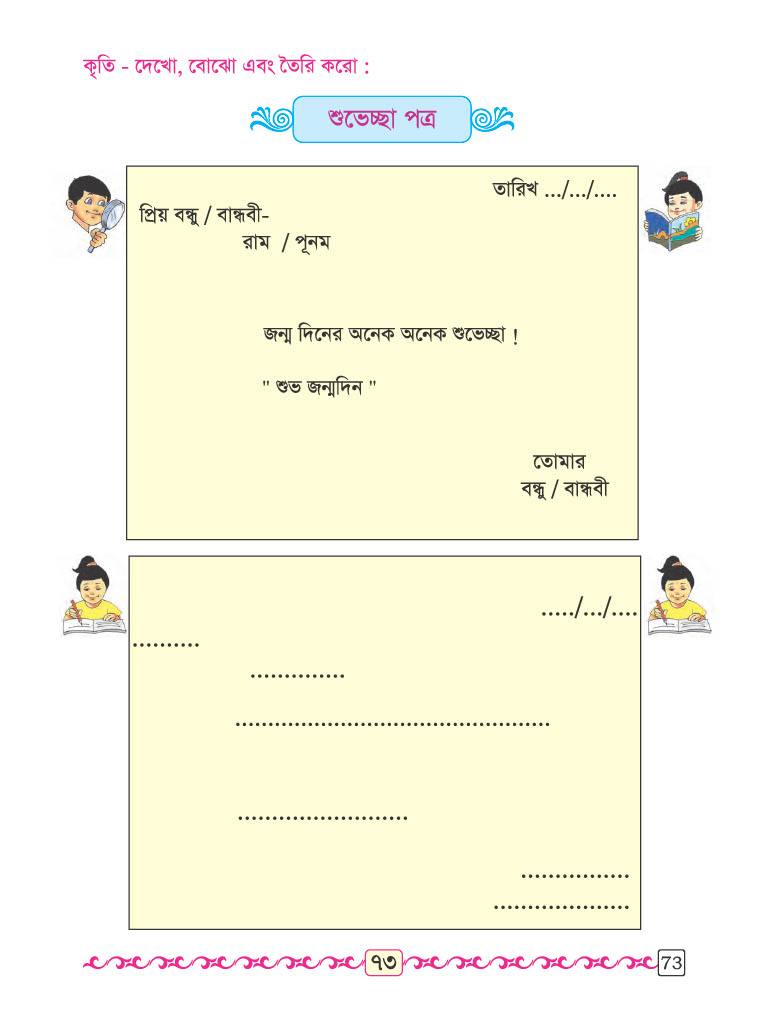 কৃতি - দেখো, বোঝো এবং তৈরি করো :
শুভেচ্ছা পত্র
তারিখ .../.../....
প্রিয় বন্ধু / বান্ধবী-
রাম / পূনম
জন্ম দিনের অনেক অনেক শুভেচ্ছা !
" শুভ জন্মদিন "
তোমার
বন্ধু / বান্ধবী
...../.../....
..........
..............
................................................
..........................
................
....................
৭৩
73